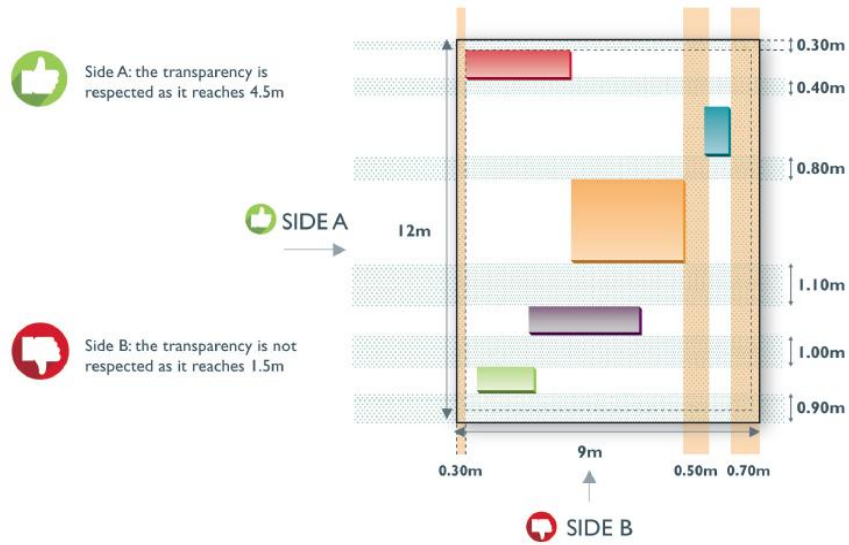 0.30m
Side A: the transparency is
respected as it reaches 4.5m
0.40m
0.80m
SIDE A
12m
1.10m
Side B: the transparency is not
respected as it reaches 1.5m
1.00m
0.90m
9m
0.30m
0.50m
0.70m
SIDE B